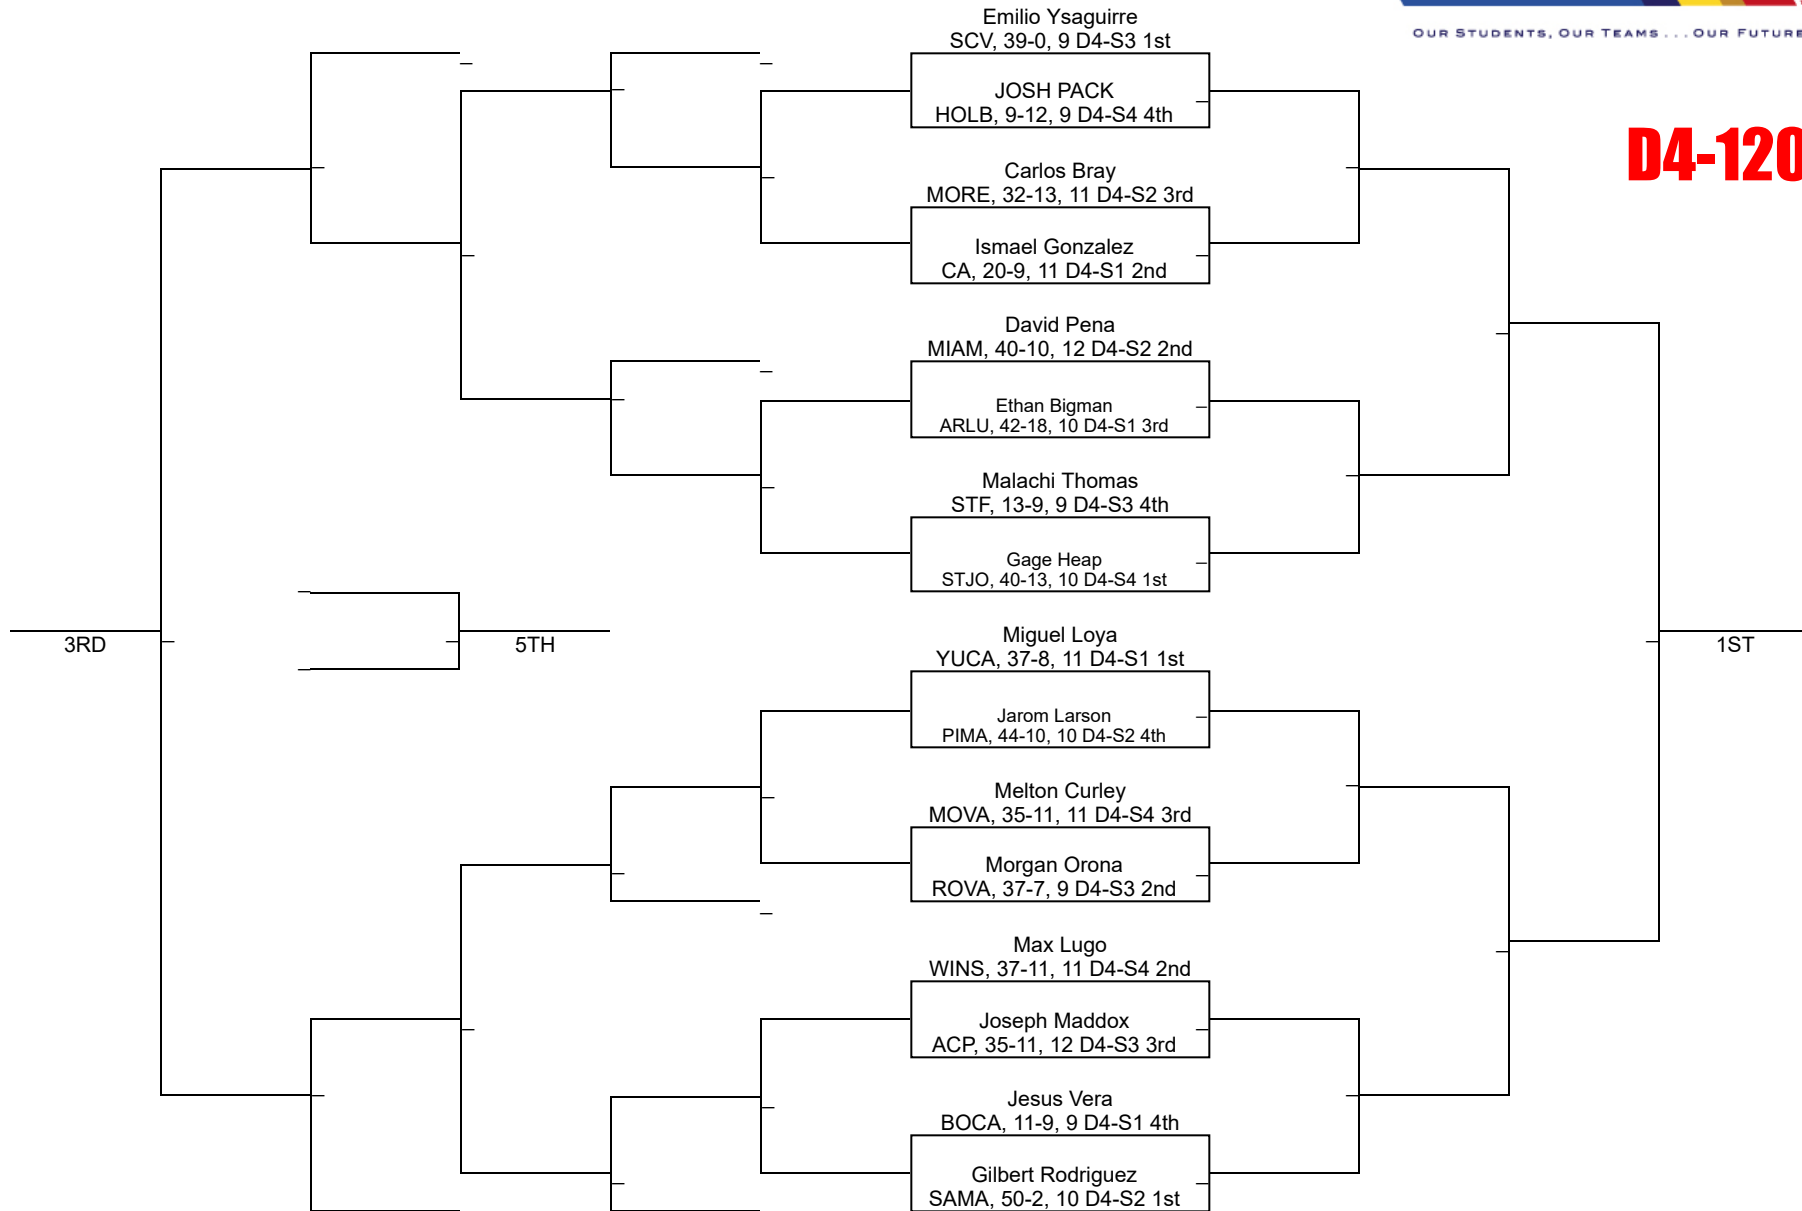 OUR STUDENTS, OUR TEAMS...OUR FUTURE
D4-120
Emilio Ysaguirre
SCV, 39-0, 9 D4-S3 1st
JOSH PACK
HOLB, 9-12, 9 D4-S4 4th
Carlos Bray
MORE, 32-13, 11 D4-S2 3rd
Ismael Gonzalez
CA, 20-9, 11 D4-S1 2nd
David Pena
MIAM, 40-10, 12 D4-S2 2nd
Ethan Bigman
ARLU, 42-18, 10 D4-S1 3rd
Malachi Thomas
STF, 13-9, 9 D4-S3 4th
Gage Heap
STJO, 40-13, 10 D4-S4 1st
3RD
5TH
1ST
Miguel Loya
YUCA, 37-8, 11 D4-S1 1st
Jarom Larson
PIMA, 44-10, 10 D4-S2 4th
Melton Curley
MOVA, 35-11, 11 D4-S4 3rd
Morgan Orona
ROVA, 37-7, 9 D4-S3 2nd
Max Lugo
WINS, 37-11, 11 D4-S4 2nd
Joseph Maddox
ACP, 35-11, 12 D4-S3 3rd
Jesus Vera
BOCA, 11-9, 9 D4-S1 4th
Gilbert Rodriguez
SAMA, 50-2, 10 D4-S2 1st